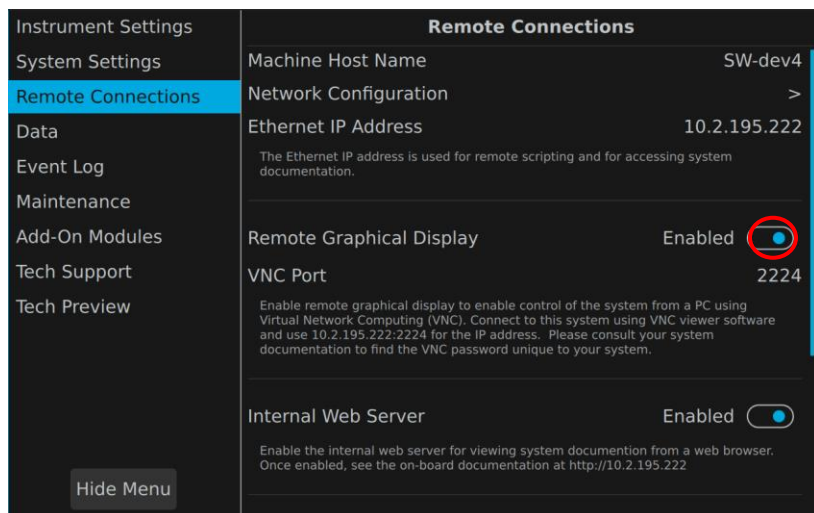 Instrument Settings
System Settings
Remote Connections
Data
Event Log
Maintenance
Add-On Modules
Tech Support
Tech Preview
Hide Menu
Remote Connections
Machine Host Name SW-dev4
Network Configuration >
Ethernet IP Address 10.2.195.222
The Ethernet IP address is used for remote scripting and for accessing system
documentation.
Remote Graphical Display Enabled
VNC Port 2224
Enable remote graphical display to enable control of the system from a PC using
Virtual Network Computing (VNC). Connect to this system using VNC viewer software
and use 10.2.195.222:2224 for the IP address. Please consult your system
documentation to find the VNC password unique to your system.
Internal Web Server Enabled
Enable the internal web server for viewing system documention from a web browser.
Once enabled, see the on-board documentation at http://10.2.195.222